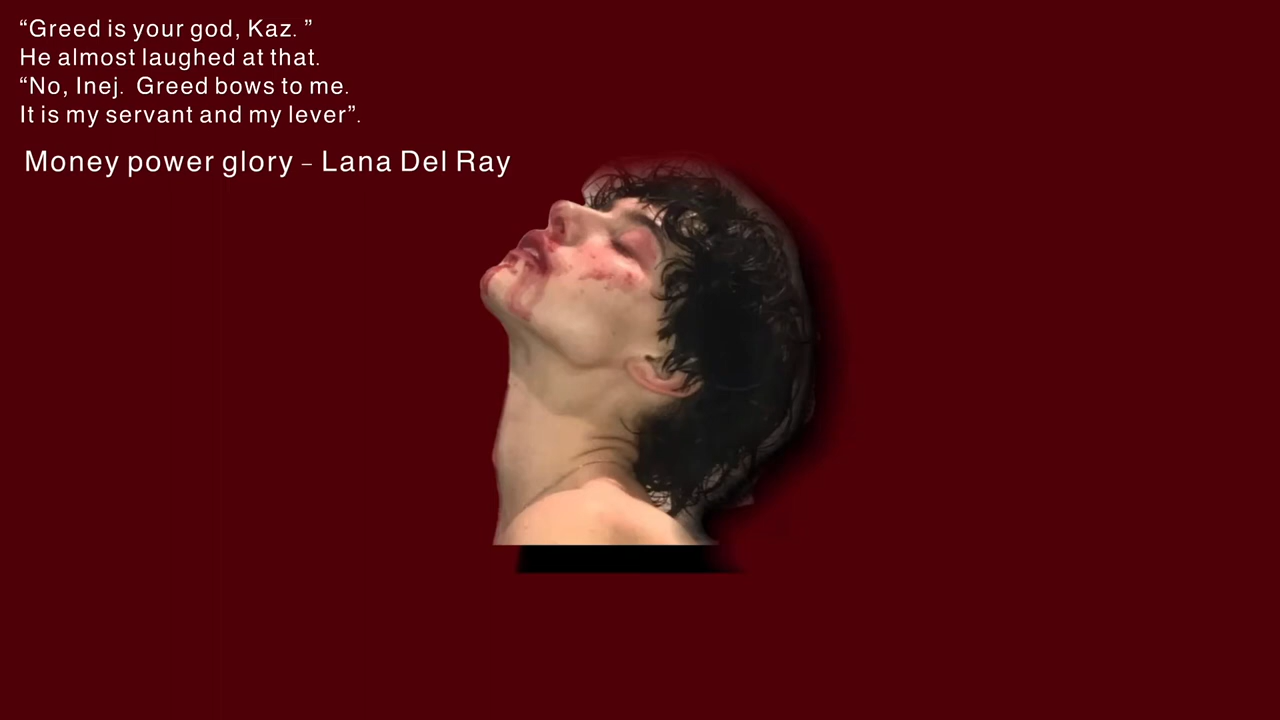 “Greed is your god, Kaz. ”
He almost laughed at that.
“No, Inej.  Greed bows to me.
It is my servant and my lever”.
Money power glory – Lana Del Ray